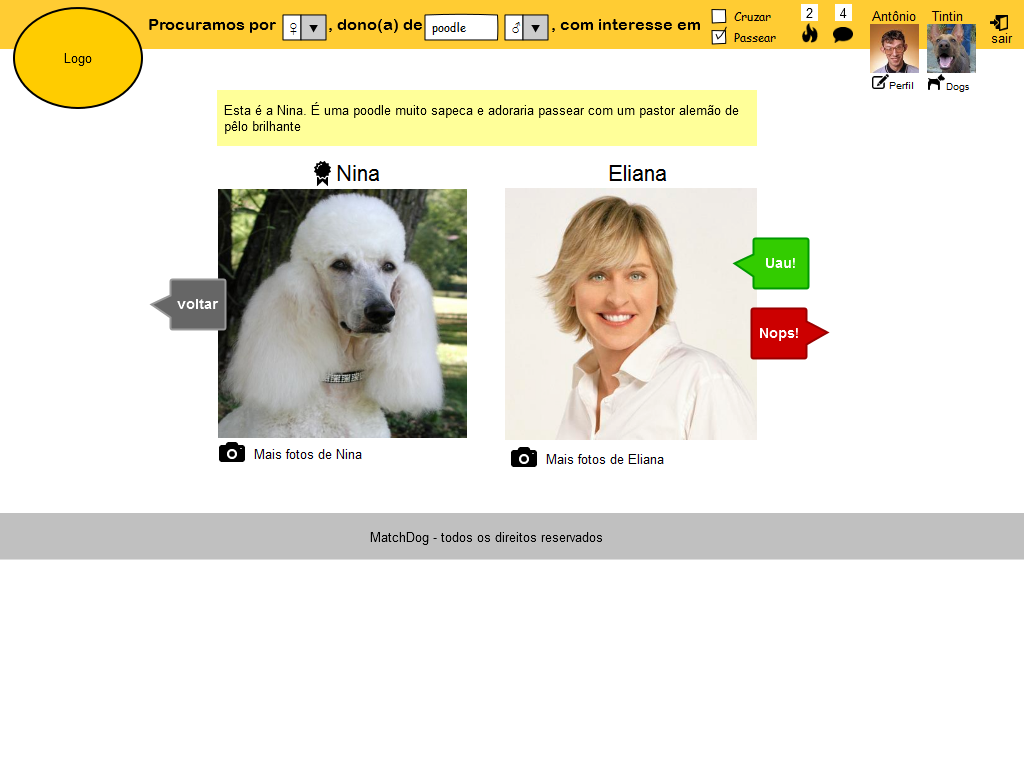 Logo
Procuramos por ♀ ▼ , dono(a) de poodle ♂ ▼ , com interesse em
Cruzar
Passear
2 4
Antônio Tintin
sair
Perfil Dogs
Esta é a Nina. É uma poodle muito sapeca e adoraria passear com um pastor alemão de
pêlo brilhante
Nina Eliana
Uau!
voltar
Nops!
Mais fotos de Nina
Mais fotos de Eliana
MatchDog - todos os direitos reservados